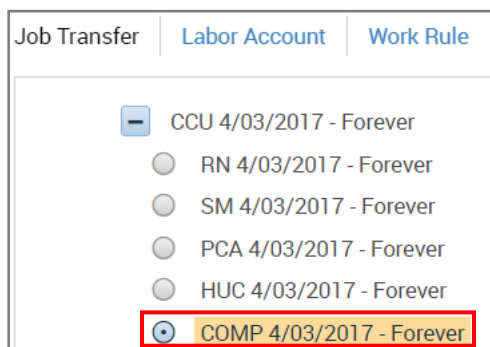 Job Transfer Labor Account Work Rule
CCU 4/03/2017 - Forever
RN 4/03/2017 - Forever
SM 4/03/2017 - Forever
PCA 4/03/2017 - Forever
HUC 4/03/2017 - Forever
COMP 4/03/2017 - Forever